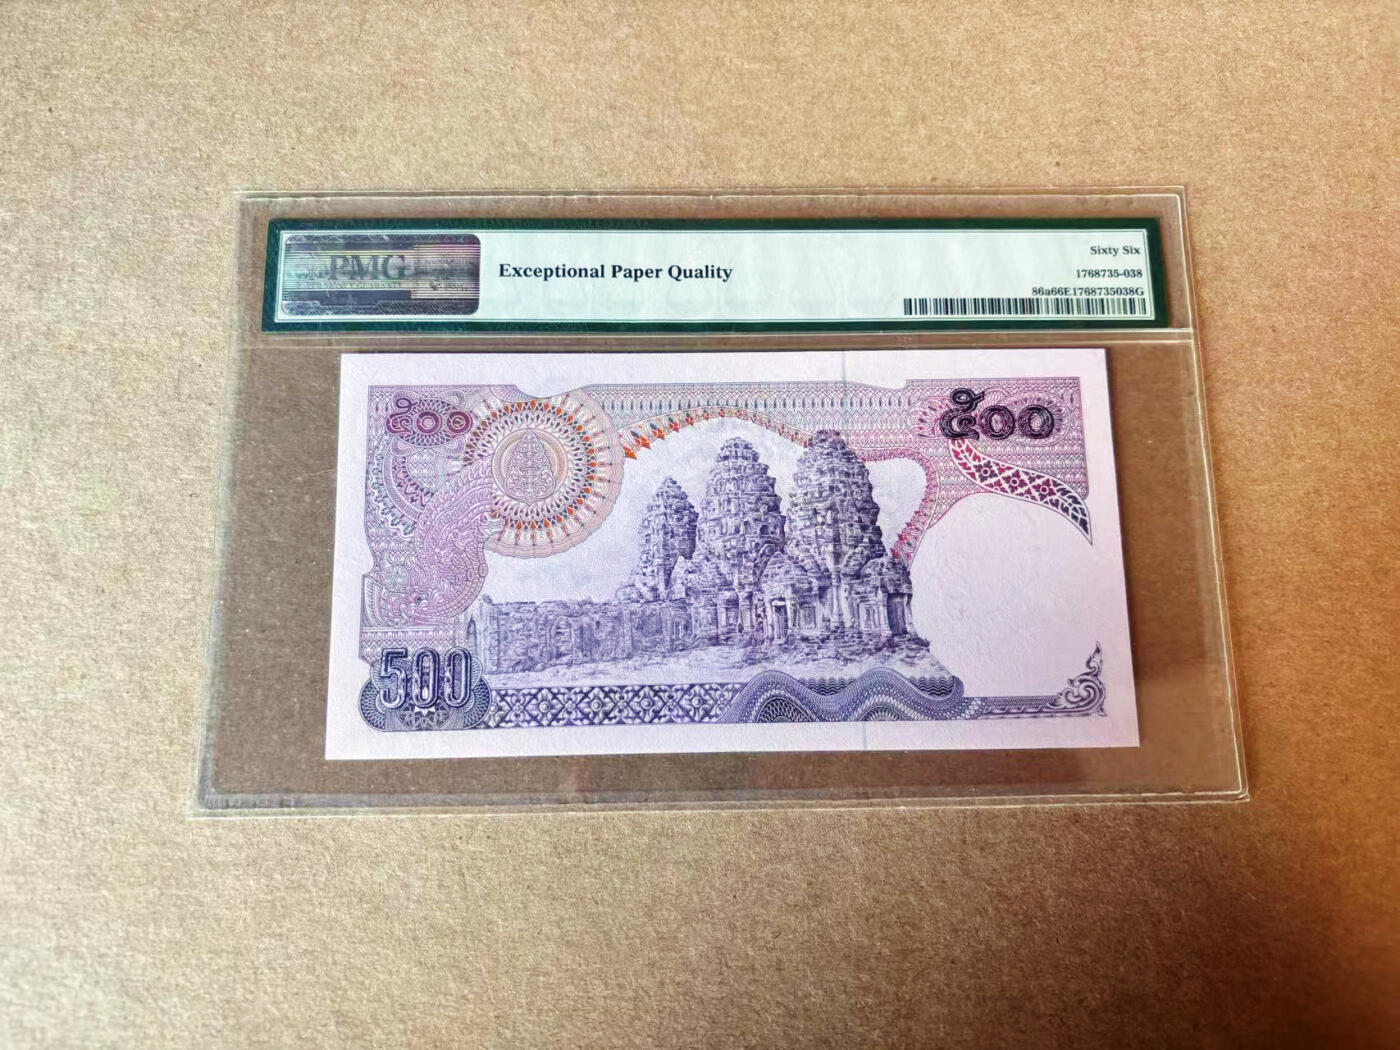 PMG
Exceptional Paper Quality
Sixty Six
1768735-038
86a66E1768735038G
๕๐๐
๕๐๐
500